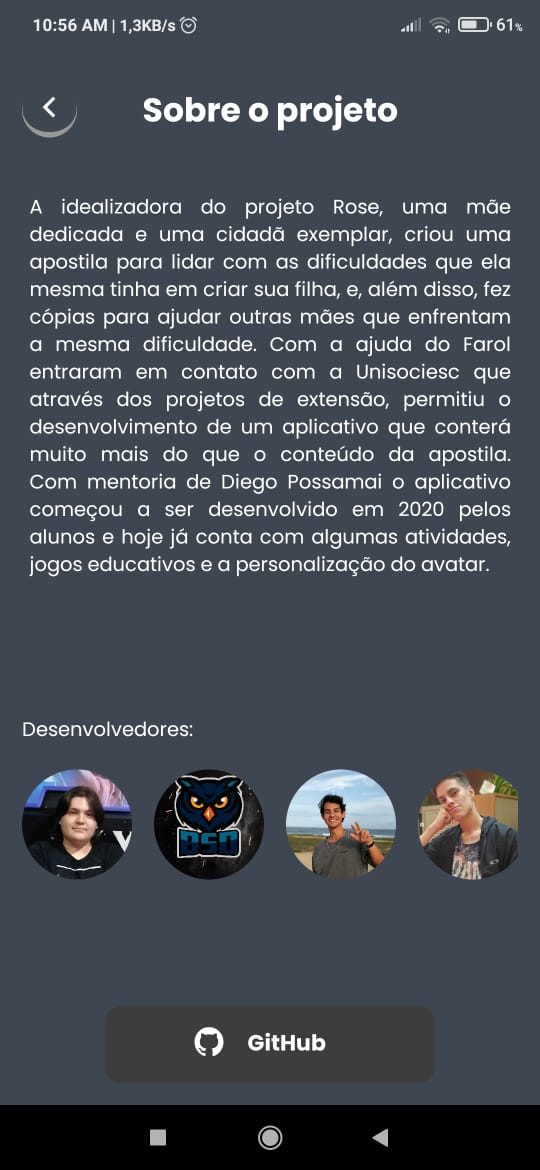 10:56 AM | 1,3KB/s 61%
Sobre o projeto
A idealizadora do projeto Rose, uma mãe
dedicada e uma cidadã exemplar, criou uma
apostila para lidar com as dificuldades que ela
mesma tinha em criar sua filha, e, além disso, fez
cópias para ajudar outras mães que enfrentam
a mesma dificuldade. Com a ajuda do Farol
entraram em contato com a Unisociesc que
através dos projetos de extensão, permitiu o
desenvolvimento de um aplicativo que conterá
muito mais do que o conteúdo da apostila.
Com mentoria de Diego Possamai o aplicativo
começou a ser desenvolvido em 2020 pelos
alunos e hoje já conta com algumas atividades,
jogos educativos e a personalização do avatar.
Desenvolvedores:
BSD
GitHub